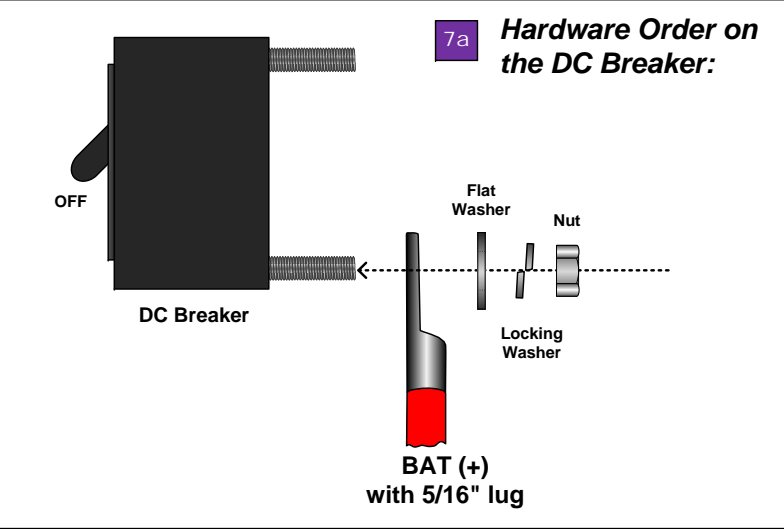 7a
Hardware Order on
the DC Breaker:
OFF
Flat
Washer
Nut
DC Breaker
Locking
Washer
BAT (+)
with 5/16" lug